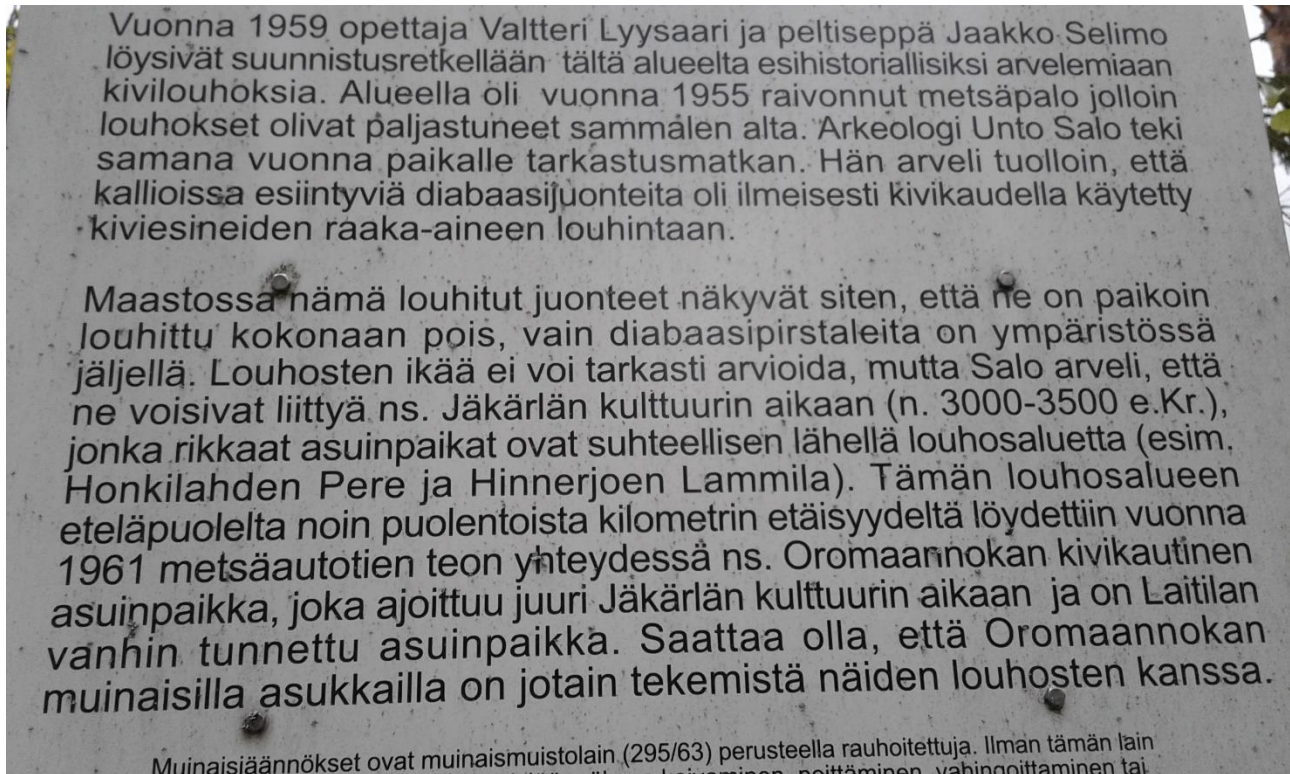 Vuonna 1959 opettaja Valtteri Lyysaari ja peltiseppä Jaakko Selimo
löysivät suunnistusretkellään tältä alueelta esihistoriallisiksi arvelemiaan
kivilouhoksia. Alueella oli vuonna 1955 raivonnut metsäpalo jolloin
louhokset olivat paljastuneet sammalen alta. Arkeologi Unto Salo teki
samana vuonna paikalle tarkastusmatkan. Hän arveli tuolloin, että
kallioissa esiintyviä diabaasijuonteita oli ilmeisesti kivikaudella käytetty
kiviesineiden raaka-aineen louhintaan.
Maastossa nämä louhitut juonteet näkyvät siten, että ne on paikoin
louhittu kokonaan pois, vain diabaasipirstaleita on ympäristössä
jäljellä. Louhosten ikää ei voi tarkasti arvioida, mutta Salo arveli, että
ne voisivat liittyä ns. Jäkärlän kulttuurin aikaan (n. 3000-3500 e.Kr.),
jonka rikkaat asuinpaikat ovat suhteellisen lähellä louhosaluetta (esim.
Honkilahden Pere ja Hinnerjoen Lammila). Tämän louhosalueen
eteläpuolelta noin puolentoista kilometrin etäisyydeltä löydettiin vuonna
1961 metsäautotien teon yhteydessä ns. Oromaannokan kivikautinen
asuinpaikka, joka ajoittuu juuri Jäkärlän kulttuurin aikaan ja on Laitilan
vanhin tunnettu asuinpaikka. Saattaa olla, että Oromaannokan
muinaisilla asukkailla on jotain tekemistä näiden louhosten kanssa.
Muinaisjäännökset ovat muinaismuistolain (295/63) perusteella rauhoitettuja. Ilman tämän lain
peittäminen, vahingoittaminen tai